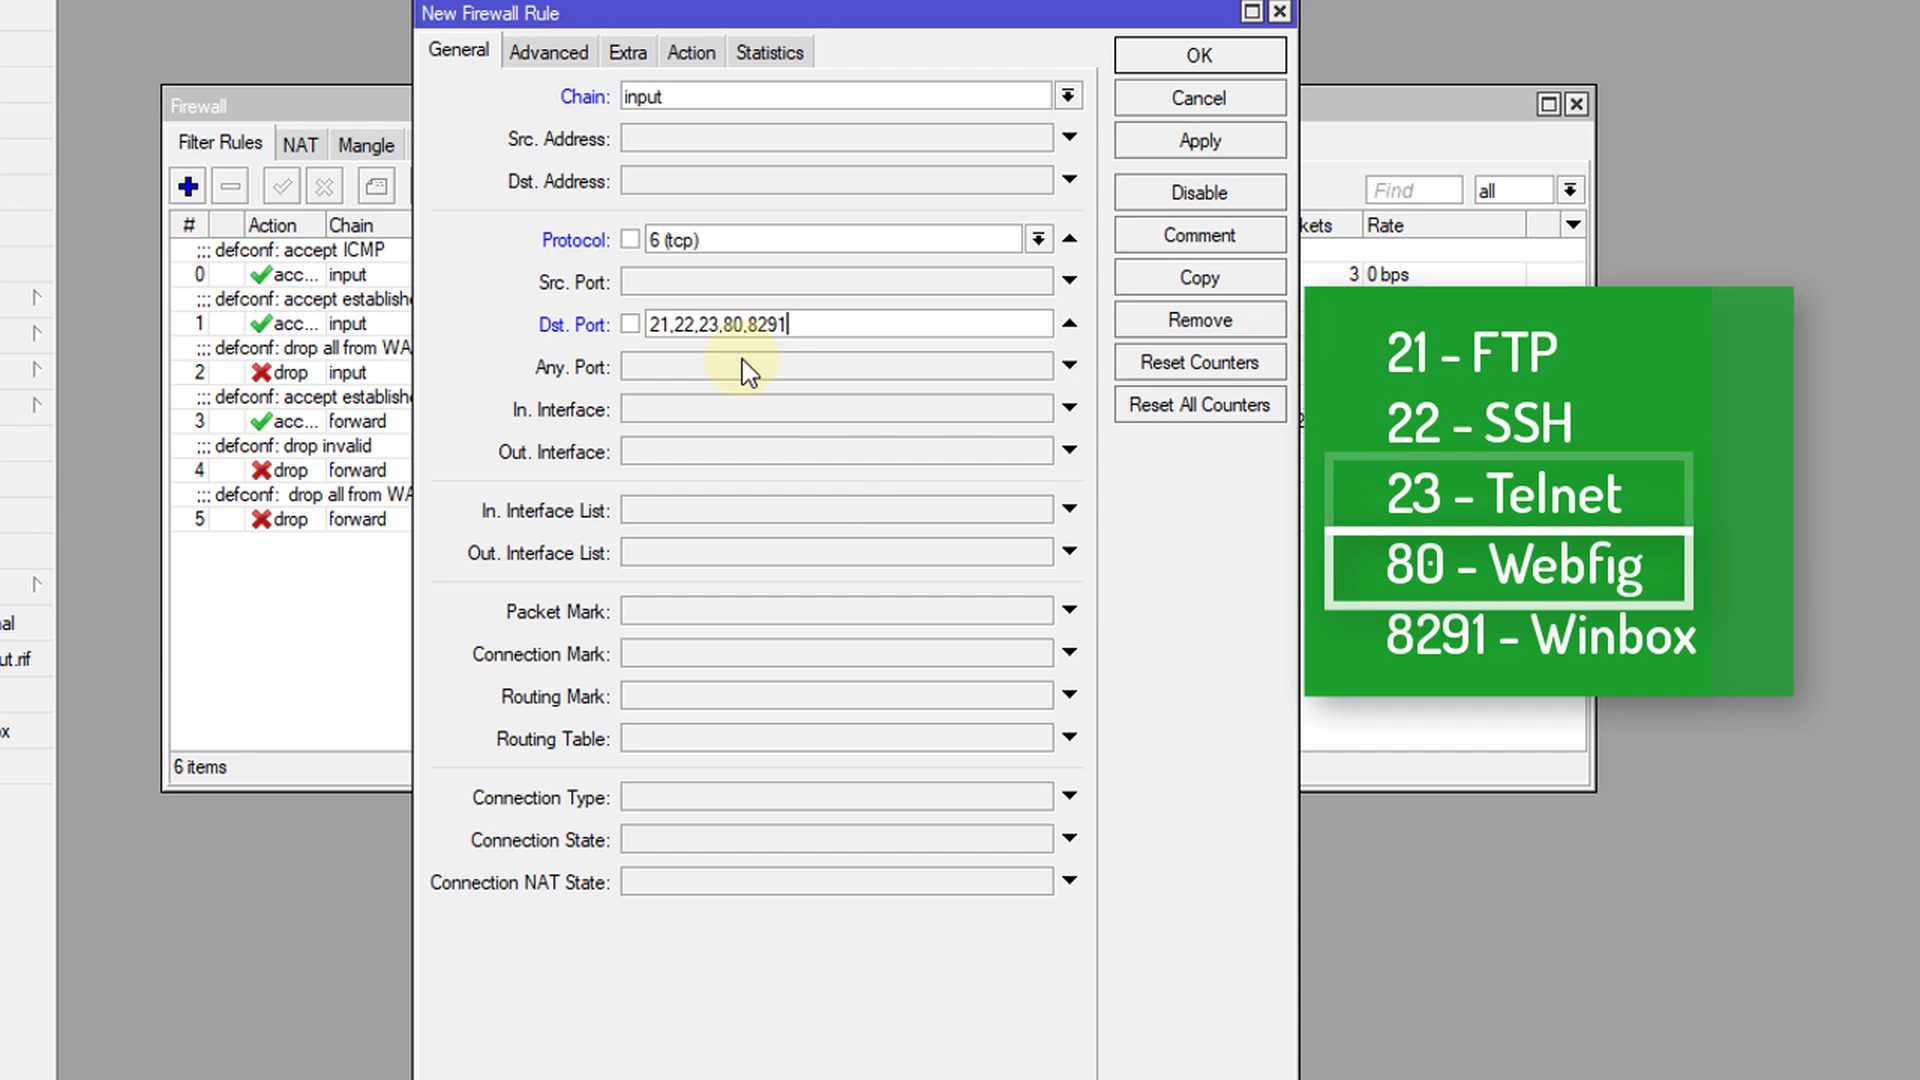 New Firewall Rule
General Advanced Extra Action Statistics
Chain: input
Src. Address:
Dst. Address:
Protocol: 6 (tcp)
Src. Port:
Dst. Port: 21,22,23,80,8291
Any. Port:
In. Interface:
Out. Interface:
In. Interface List:
Out. Interface List:
Packet Mark:
Connection Mark:
Routing Mark:
Routing Table:
Connection Type:
Connection State:
Connection NAT State:
OK
Cancel
Apply
Disable
Comment
Copy
Remove
Reset Counters
Reset All Counters
Firewall
Filter Rules NAT Mangle
Find all
# Action Chain kets Rate
;;; defconf: accept ICMP
0 acc... input 3 0 bps
;;; defconf: accept establishe
1 acc... input
;;; defconf: drop all from WA
2 drop input
;;; defconf: accept establishe
3 acc... forward
;;; defconf: drop invalid
4 drop forward
;;; defconf: drop all from WA
5 drop forward
6 items
21 - FTP
22 - SSH
23 - Telnet
80 - Webfig
8291 - Winbox
al
ut.rif
x